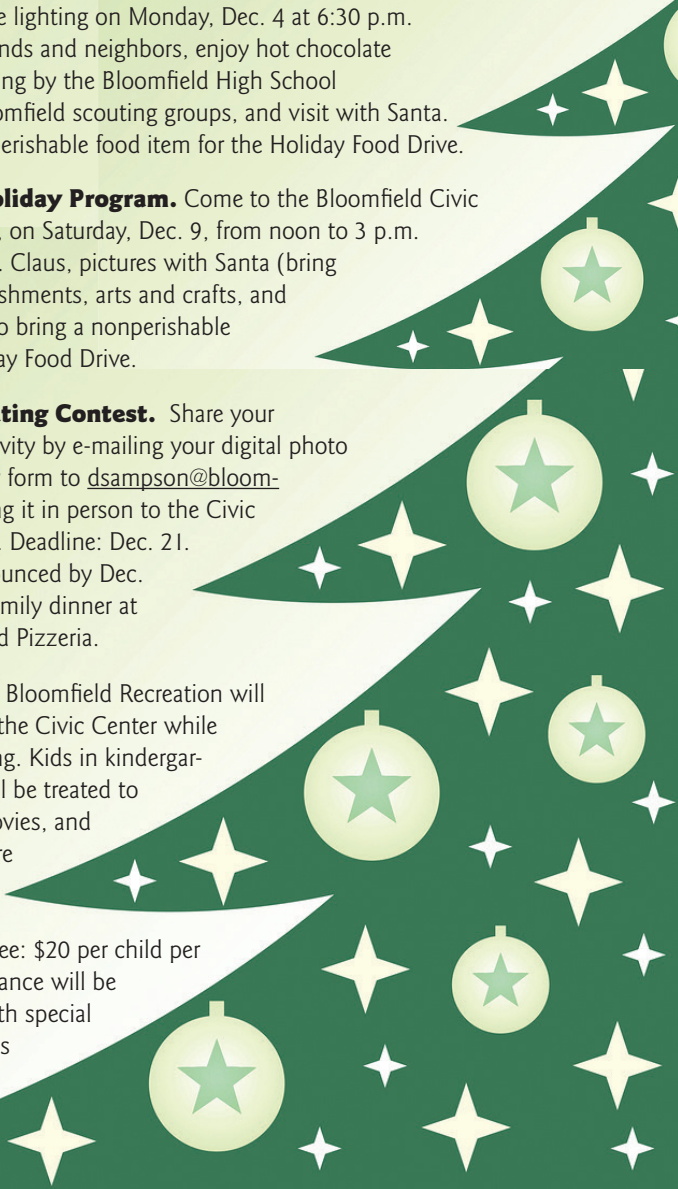 e lighting on Monday, Dec. 4 at 6:30 p.m.
nds and neighbors, enjoy hot chocolate
ng by the Bloomfield High School
omfield scouting groups, and visit with Santa.
erishable food item for the Holiday Food Drive.
oliday Program. Come to the Bloomfield Civic
, on Saturday, Dec. 9, from noon to 3 p.m.
. Claus, pictures with Santa (bring
shments, arts and crafts, and
o bring a nonperishable
ay Food Drive.
ting Contest. Share your
vity by e-mailing your digital photo
form to dsampson@bloom-
ng it in person to the Civic
. Deadline: Dec. 21.
ounced by Dec.
mily dinner at
d Pizzeria.
Bloomfield Recreation will
the Civic Center while
ng. Kids in kindergar-
l be treated to
ovies, and
re
ee: $20 per child per
ance will be
th special
s